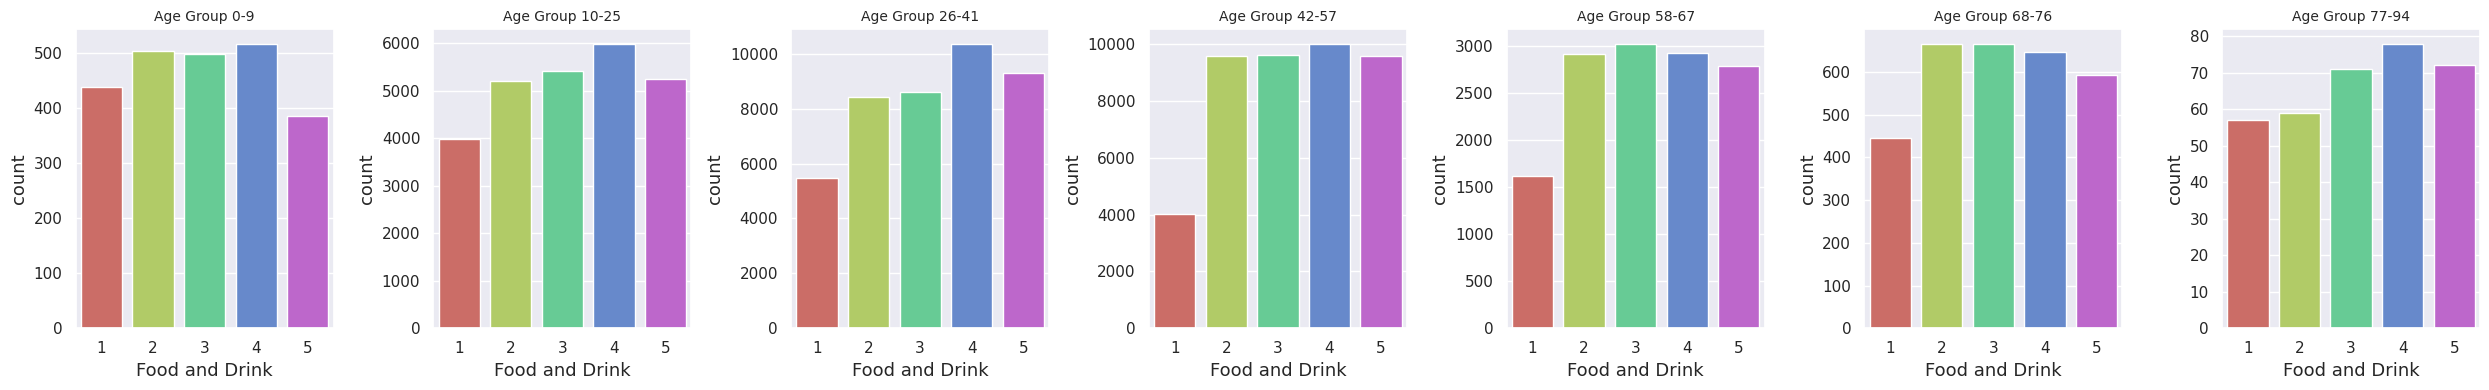 Age Group 0-9
500
400
300
200
100
0
count
1 2 3 4 5
Food and Drink
Age Group 10-25
6000
5000
4000
3000
2000
1000
0
count
1 2 3 4 5
Food and Drink
Age Group 26-41
10000
8000
6000
4000
2000
0
count
1 2 3 4 5
Food and Drink
Age Group 42-57
10000
8000
6000
4000
2000
0
count
1 2 3 4 5
Food and Drink
Age Group 58-67
3000
2500
2000
1500
1000
500
0
count
1 2 3 4 5
Food and Drink
Age Group 68-76
600
500
400
300
200
100
0
count
1 2 3 4 5
Food and Drink
Age Group 77-94
80
70
60
50
40
30
20
10
0
count
1 2 3 4 5
Food and Drink